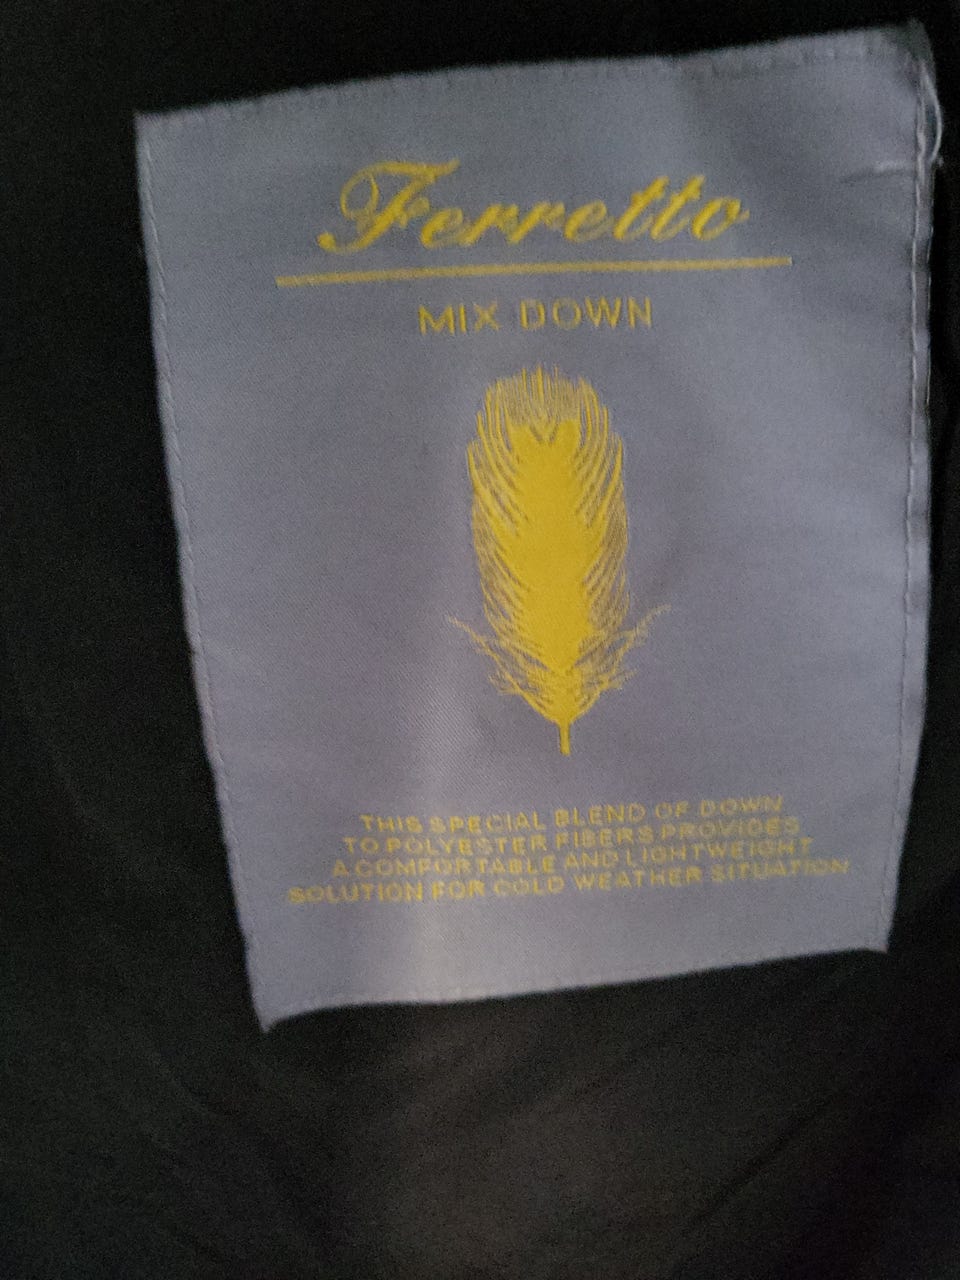 Ferretto
MIX DOWN
THIS SPECIAL BLEND OF DOWN
TO POLYESTER FIBERS PROVIDES
A COMFORTABLE AND LIGHTWEIGHT
SOLUTION FOR COLD WEATHER SITUATION